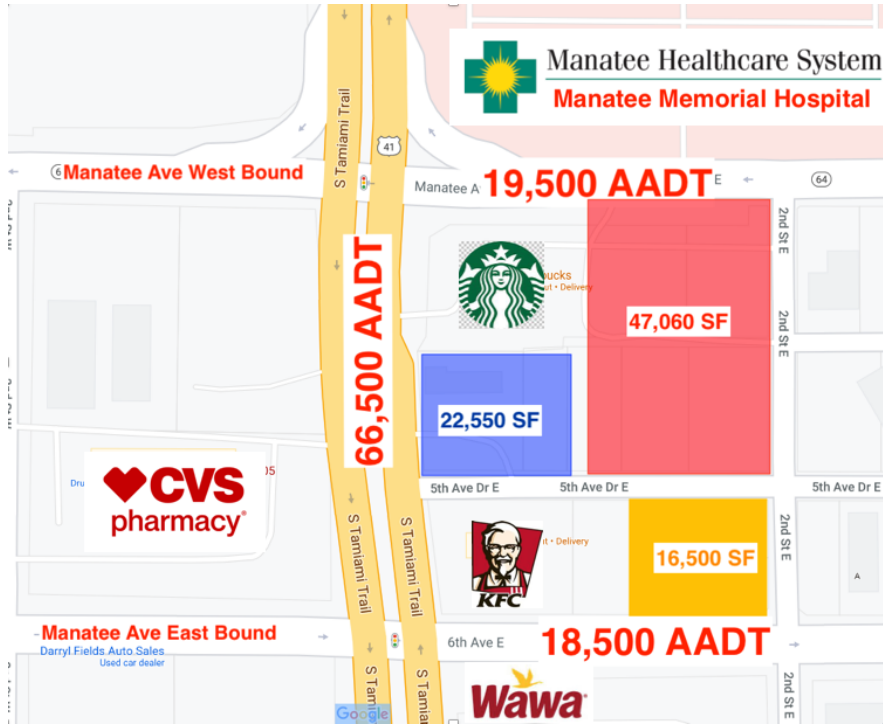 S Tamiami Trail
41
Manatee Healthcare System
Manatee Memorial Hospital
6
Manatee Ave West Bound
Manatee A
19,500 AADT
E
64
2nd St E
66,500 AADT
ucks
Delivery
47,060 SF
2nd St E
22,550 SF
CVS
pharmacy®
05
Dru
5th Ave Dr E
5th Ave Dr E
5th Ave Dr E
S Tamiami Trail
S Tamiami Trail
KFC
t • Delivery
16,500 SF
2nd St E
A
Manatee Ave East Bound
Darryl Fields Auto Sales
Used car dealer
6th Ave E
18,500 AADT
S Tami
S Tamiami
Google
Wawa
2nd St E